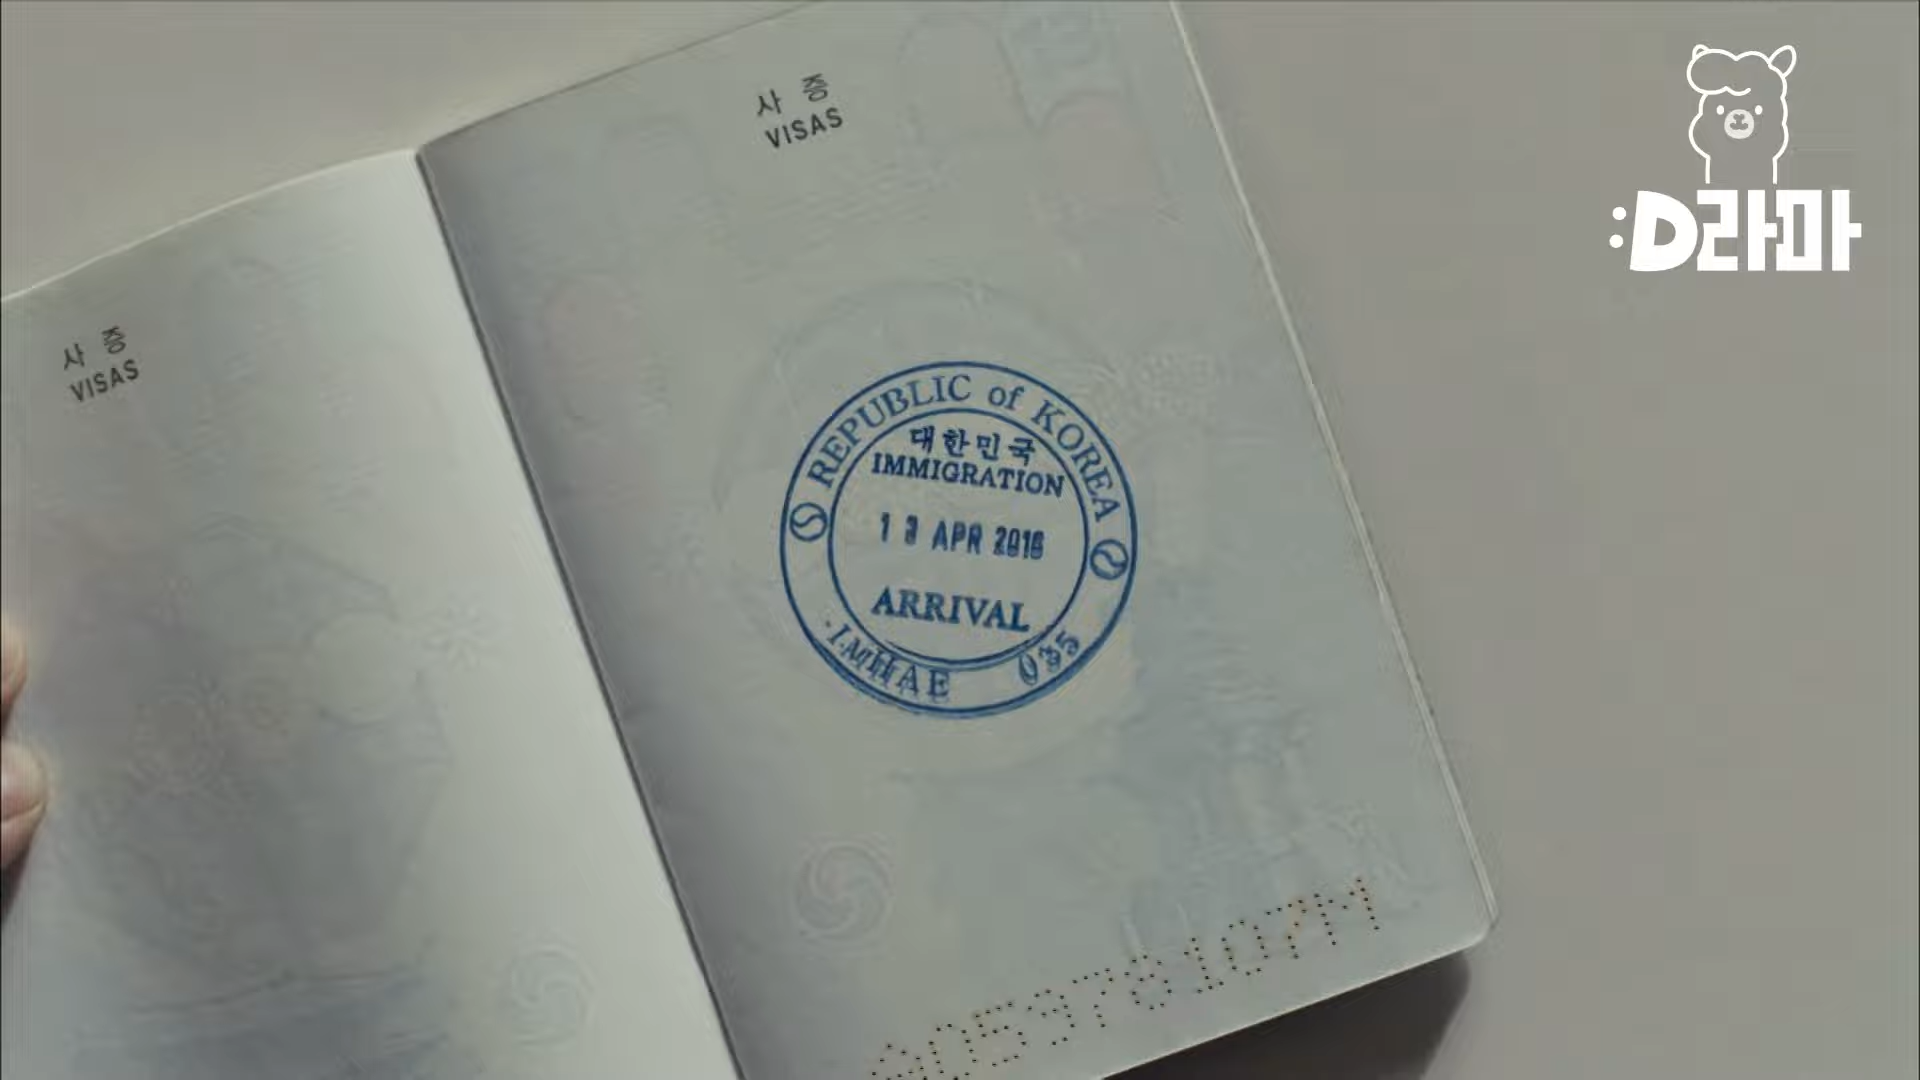 사 증
VISAS
사 증
VISAS
REPUBLIC of KOREA
대한민국
IMMIGRATION
APR 2016
ARRIVAL
035
:D라마